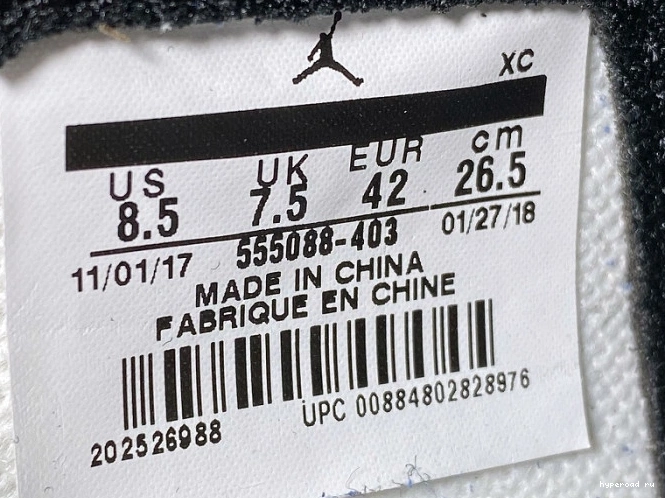 XC
US UK EUR cm
8.5 7.5 42 26.5
11/01/17 555088-403 01/27/18
MADE IN CHINA
FABRIQUE EN CHINE
202526988 UPC 00884802828976
hyperoad.ru